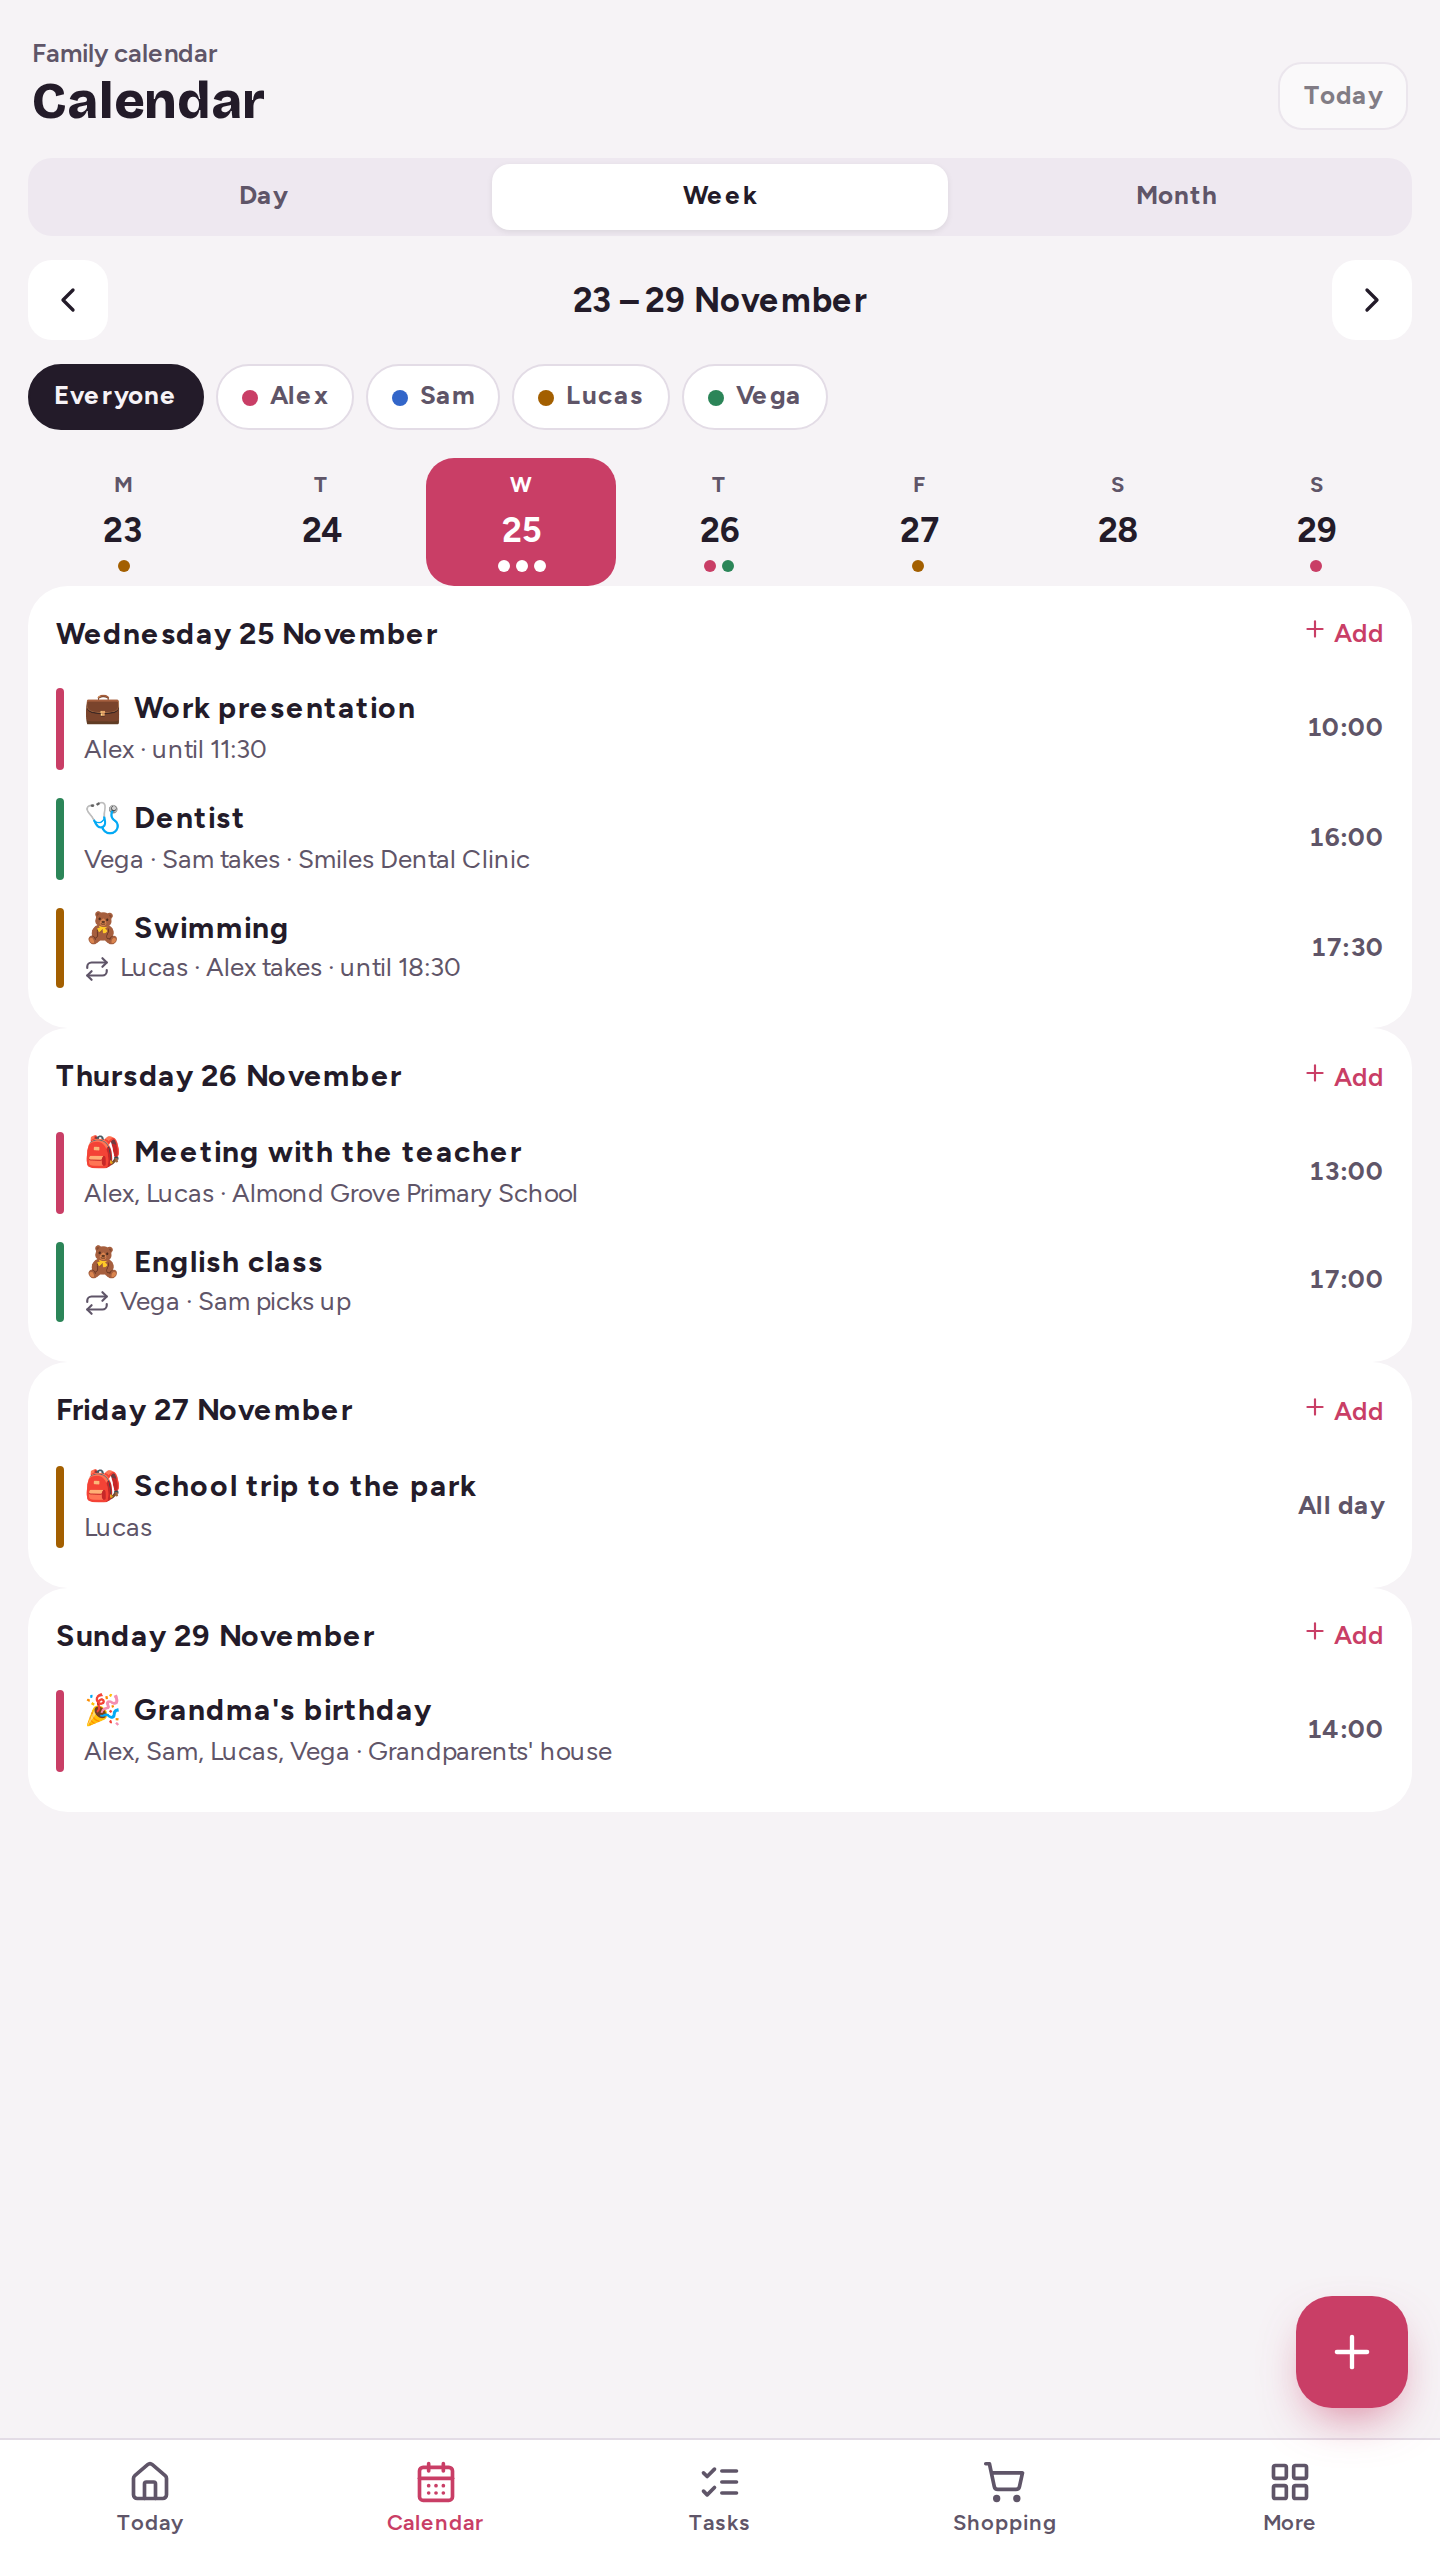 Family calendar
Calendar
Today
Day Week Month
23 – 29 November
Everyone Alex Sam Lucas Vega
M T W T F S S
23 24 25 26 27 28 29
Wednesday 25 November + Add
Work presentation
10:00
Alex · until 11:30
Dentist
16:00
Vega · Sam takes · Smiles Dental Clinic
Swimming
17:30
Lucas · Alex takes · until 18:30
Thursday 26 November + Add
Meeting with the teacher
13:00
Alex, Lucas · Almond Grove Primary School
English class
17:00
Vega · Sam picks up
Friday 27 November + Add
School trip to the park
All day
Lucas
Sunday 29 November + Add
Grandma's birthday
14:00
Alex, Sam, Lucas, Vega · Grandparents' house
Today Calendar Tasks Shopping More